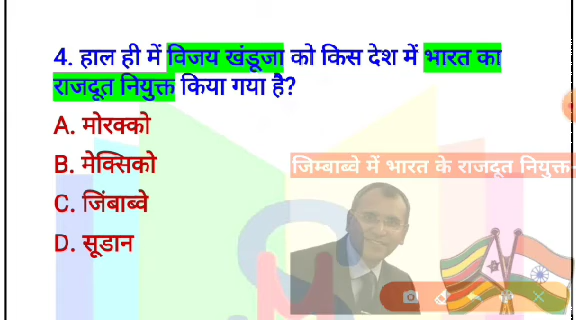 4. हाल ही में विजय खंडूजा को किस देश में भारत का
राजदूत नियुक्त किया गया है?
A. मोरक्को
B. मेक्सिको
जिम्बाब्वे में भारत के राजदूत नियुक्त-
C. जिंबाब्वे
D. सूडान